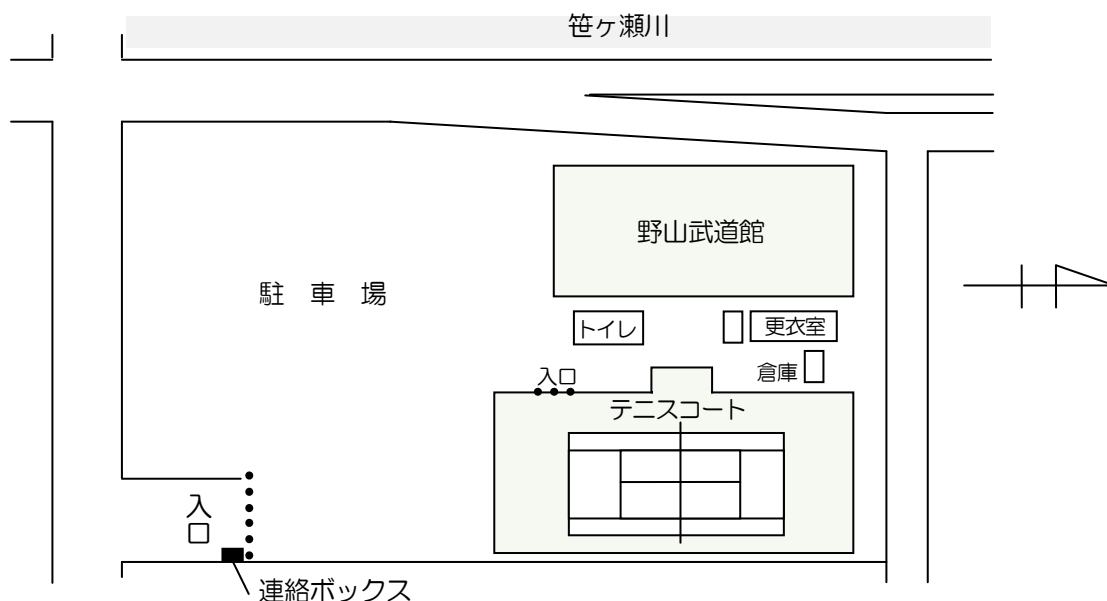 笹ヶ瀬川
野山武道館
駐 車 場
トイレ
更衣室
倉庫
入口
テニスコート
入口
連絡ボックス